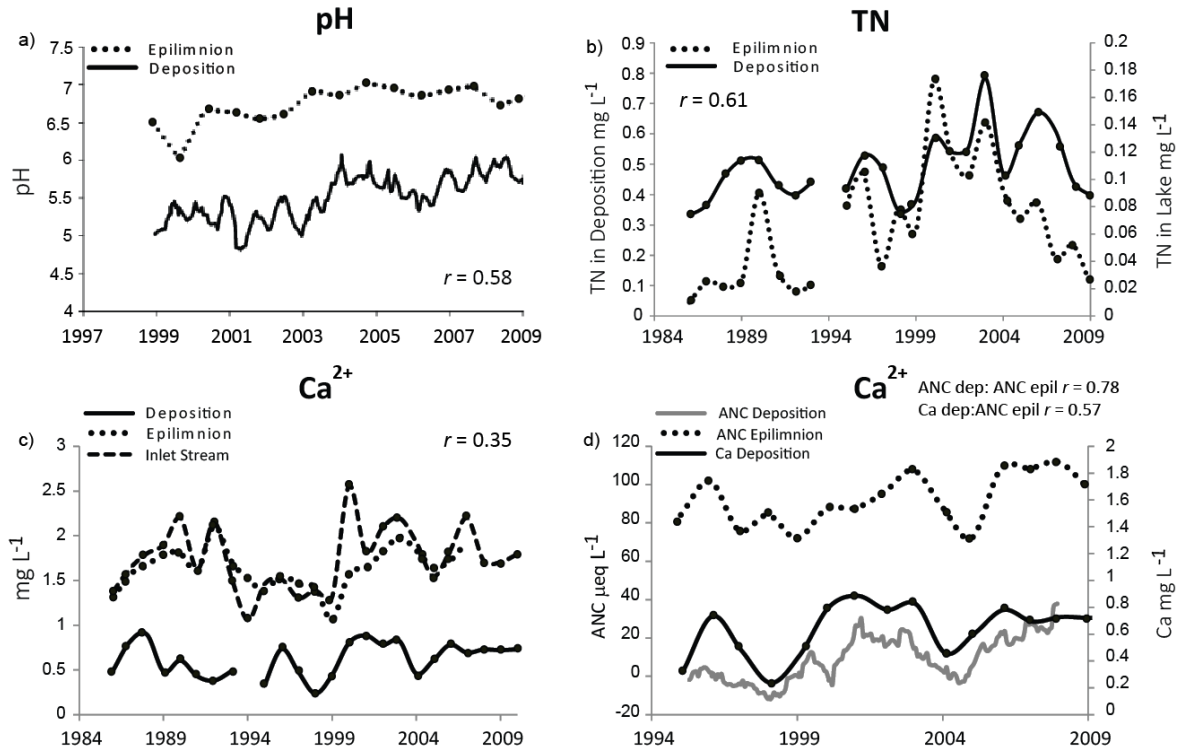 pH
a)
Epilimnion
Deposition
7.5
7
6.5
6
5.5
5
4.5
4
pH
r = 0.58
1997 1999 2001 2003 2005 2007 2009
TN
b)
Epilimnion
Deposition
r = 0.61
0.9
0.8
0.7
0.6
0.5
0.4
0.3
0.2
0.1
0
TN in Deposition mg L-1
0.2
0.18
0.16
0.14
0.12
0.1
0.08
0.06
0.04
0.02
0
TN in Lake mg L-1
1984 1989 1994 1999 2004 2009
Ca2+
Deposition
Epilimnion
Inlet Stream
c)
r = 0.35
3
2.5
2
1.5
1
0.5
0
mg L-1
1984 1989 1994 1999 2004 2009
Ca2+
ANC dep: ANC epil r = 0.78
Ca dep:ANC epil r = 0.57
ANC Deposition
ANC Epilimnion
Ca Deposition
d)
120
100
80
60
40
20
0
-20
ANC µeq L-1
2
1.8
1.6
1.4
1.2
1
0.8
0.6
0.4
0.2
0
Ca mg L-1
1994 1999 2004 2009